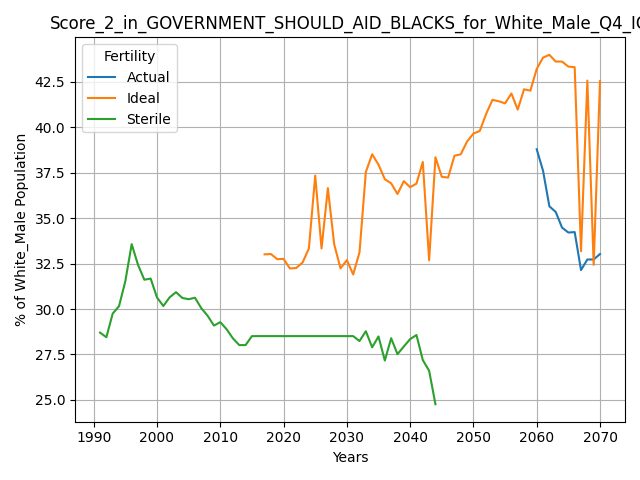 Score_2_in_GOVERNMENT_SHOULD_AID_BLACKS_for_White_Male_Q4_IQ
Fertility
Actual
Ideal
Sterile
% of White_Male Population
42.5
40.0
37.5
35.0
32.5
30.0
27.5
25.0
1990 2000 2010 2020 2030 2040 2050 2060 2070
Years